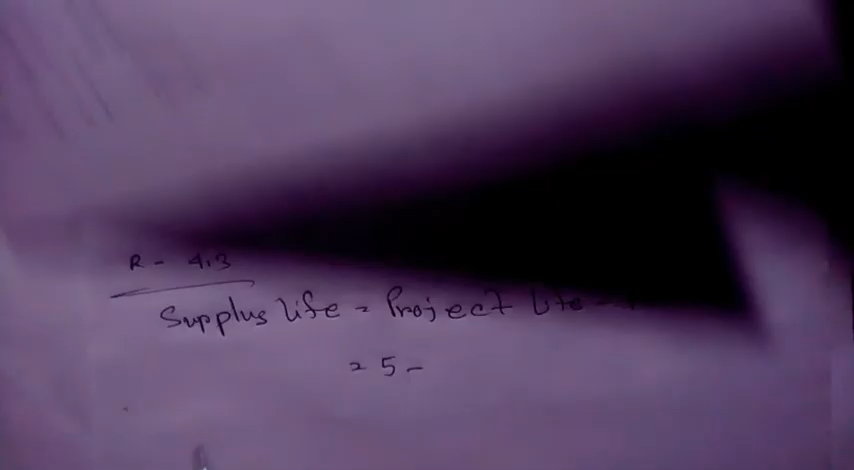 R - 4.3
Supplus life = Project life -
= 5 -